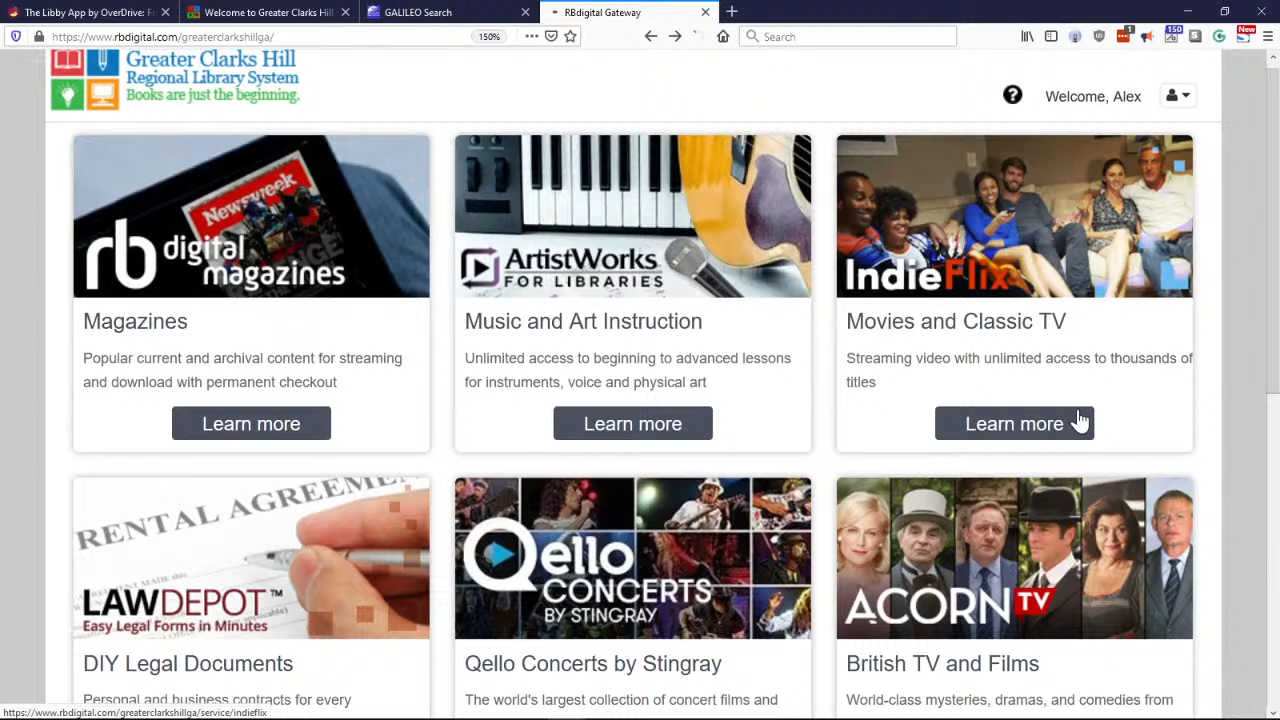 The Libby App by OverDrive: F
Welcome to Greater Clarks Hill
GALILEO Search
RBdigital Gateway
https://www.rbdigital.com/greaterclarkshillga/
150%
Search
1
150
New
Greater Clarks Hill
Regional Library System
Books are just the beginning.
Welcome, Alex
Newsweek
rb digital
magazines
ArtistWorks
FOR LIBRARIES
IndieFlix
Magazines
Music and Art Instruction
Movies and Classic TV
Popular current and archival content for streaming
and download with permanent checkout
Unlimited access to beginning to advanced lessons
for instruments, voice and physical art
Streaming video with unlimited access to thousands of
titles
Learn more
Learn more
Learn more
RENTAL AGREEME
LAWDEPOT™
Easy Legal Forms in Minutes
Qello
CONCERTS
BY STINGRAY
ACORN TV
DIY Legal Documents
Qello Concerts by Stingray
British TV and Films
Personal and business contracts for every
The world's largest collection of concert films and
World-class mysteries, dramas, and comedies from
https://www.rbdigital.com/greaterclarkshillga/service/indieflix